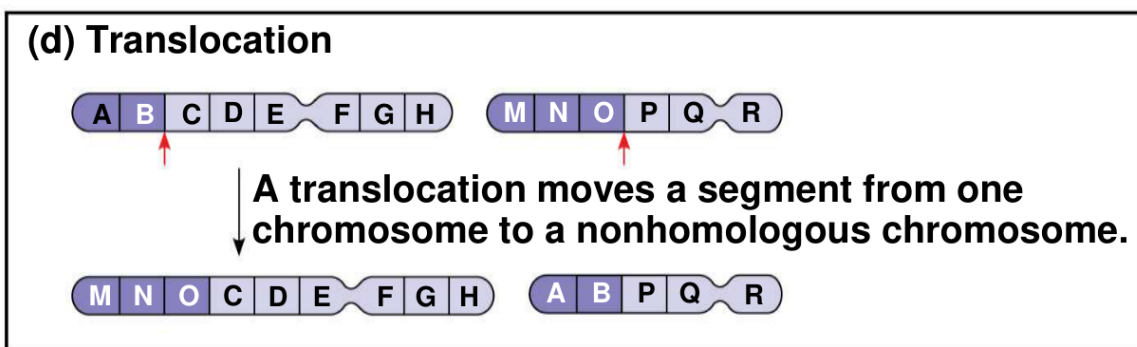 (d) Translocation
A B C D E F G H M N O P Q R
A translocation moves a segment from one
chromosome to a nonhomologous chromosome.
M N O C D E F G H A B P Q R